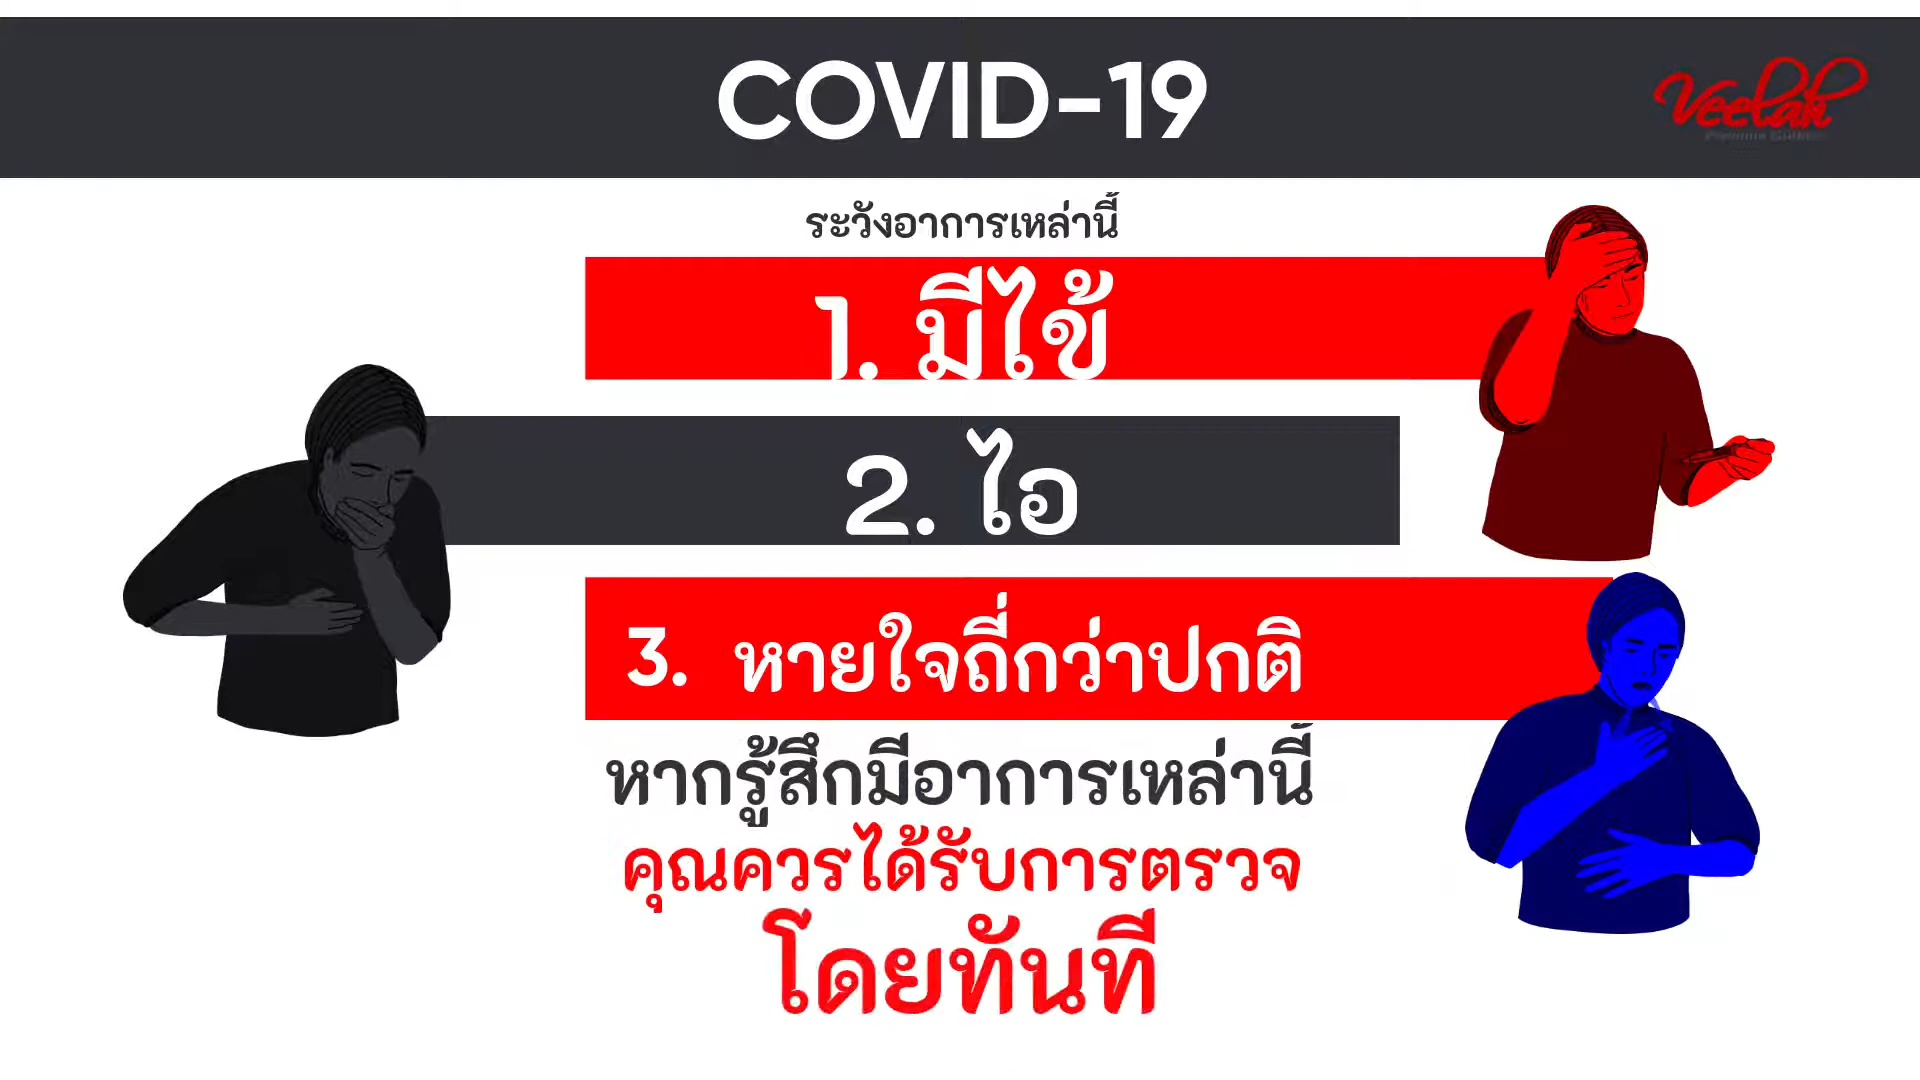 COVID-19
Veelah
ระวังอาการเหล่านี้
1. มีไข้
2. ไอ
3. หายใจถี่กว่าปกติ
หากรู้สึกมีอาการเหล่านี้
คุณควรได้รับการตรวจ
โดยทันที